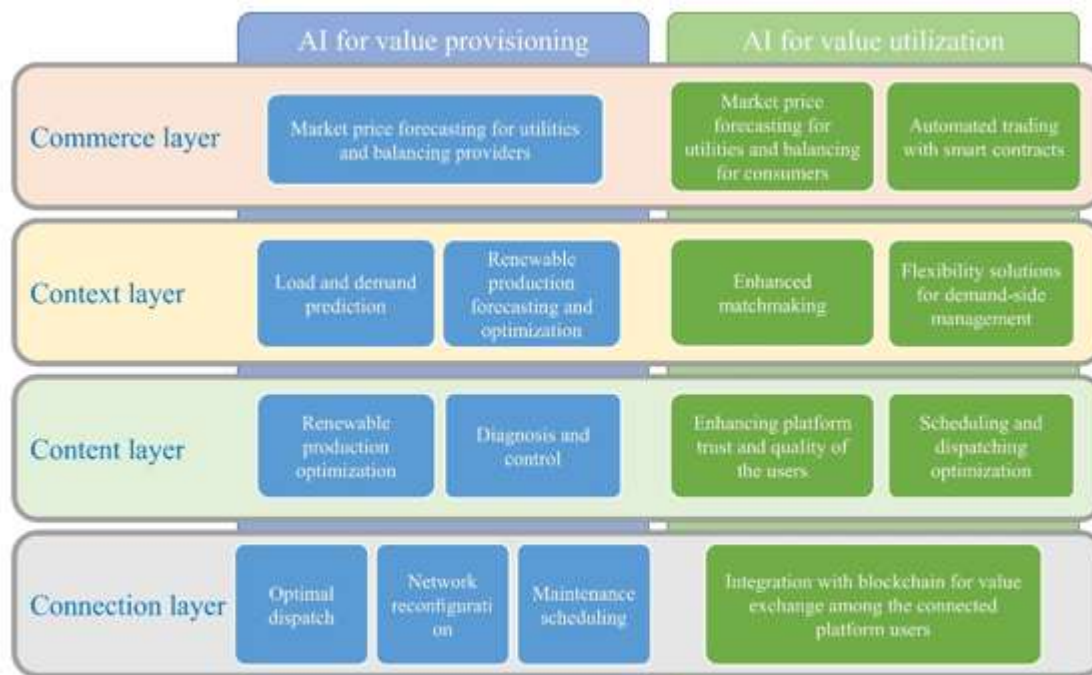 AI for value provisioning
AI for value utilization
Commerce layer
Market price forecasting for utilities
and balancing providers
Market price
forecasting for
utilities and balancing
for consumers
Automated trading
with smart contracts
Context layer
Load and demand
prediction
Renewable
production
forecasting and
optimization
Enhanced
matchmaking
Flexibility solutions
for demand-side
management
Content layer
Renewable
production
optimization
Diagnosis and
control
Enhancing platform
trust and quality of
the users
Scheduling and
dispatching
optimization
Connection layer
Optimal
dispatch
Network
reconfigurati
on
Maintenance
scheduling
Integration with blockchain for value
exchange among the connected
platform users